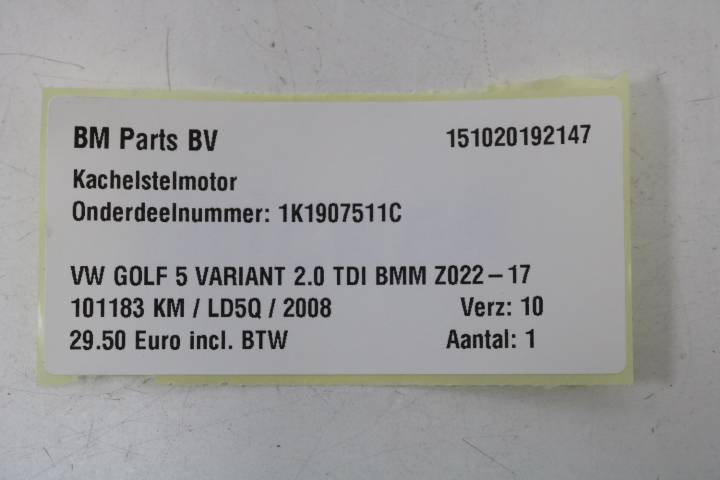 BM Parts BV 151020192147
Kachelstelmotor
Onderdeelnummer: 1K1907511C
VW GOLF 5 VARIANT 2.0 TDI BMM Z022-17
101183 KM / LD5Q / 2008 Verz: 10
29.50 Euro incl. BTW Aantal: 1